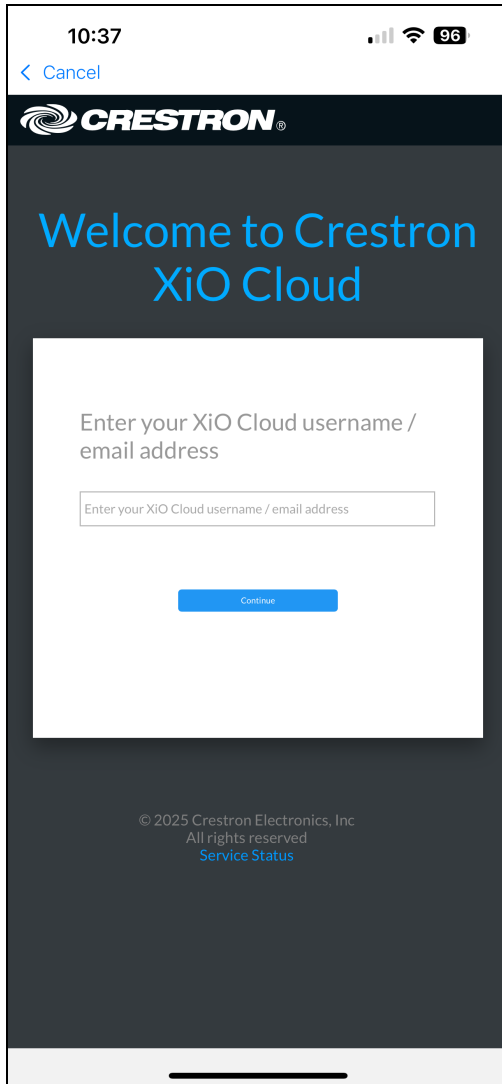 10:37
96
Cancel
CRESTRON®
Welcome to Crestron
XiO Cloud
Enter your XiO Cloud username /
email address
Enter your XiO Cloud username / email address
Continue
© 2025 Crestron Electronics, Inc
All rights reserved
Service Status